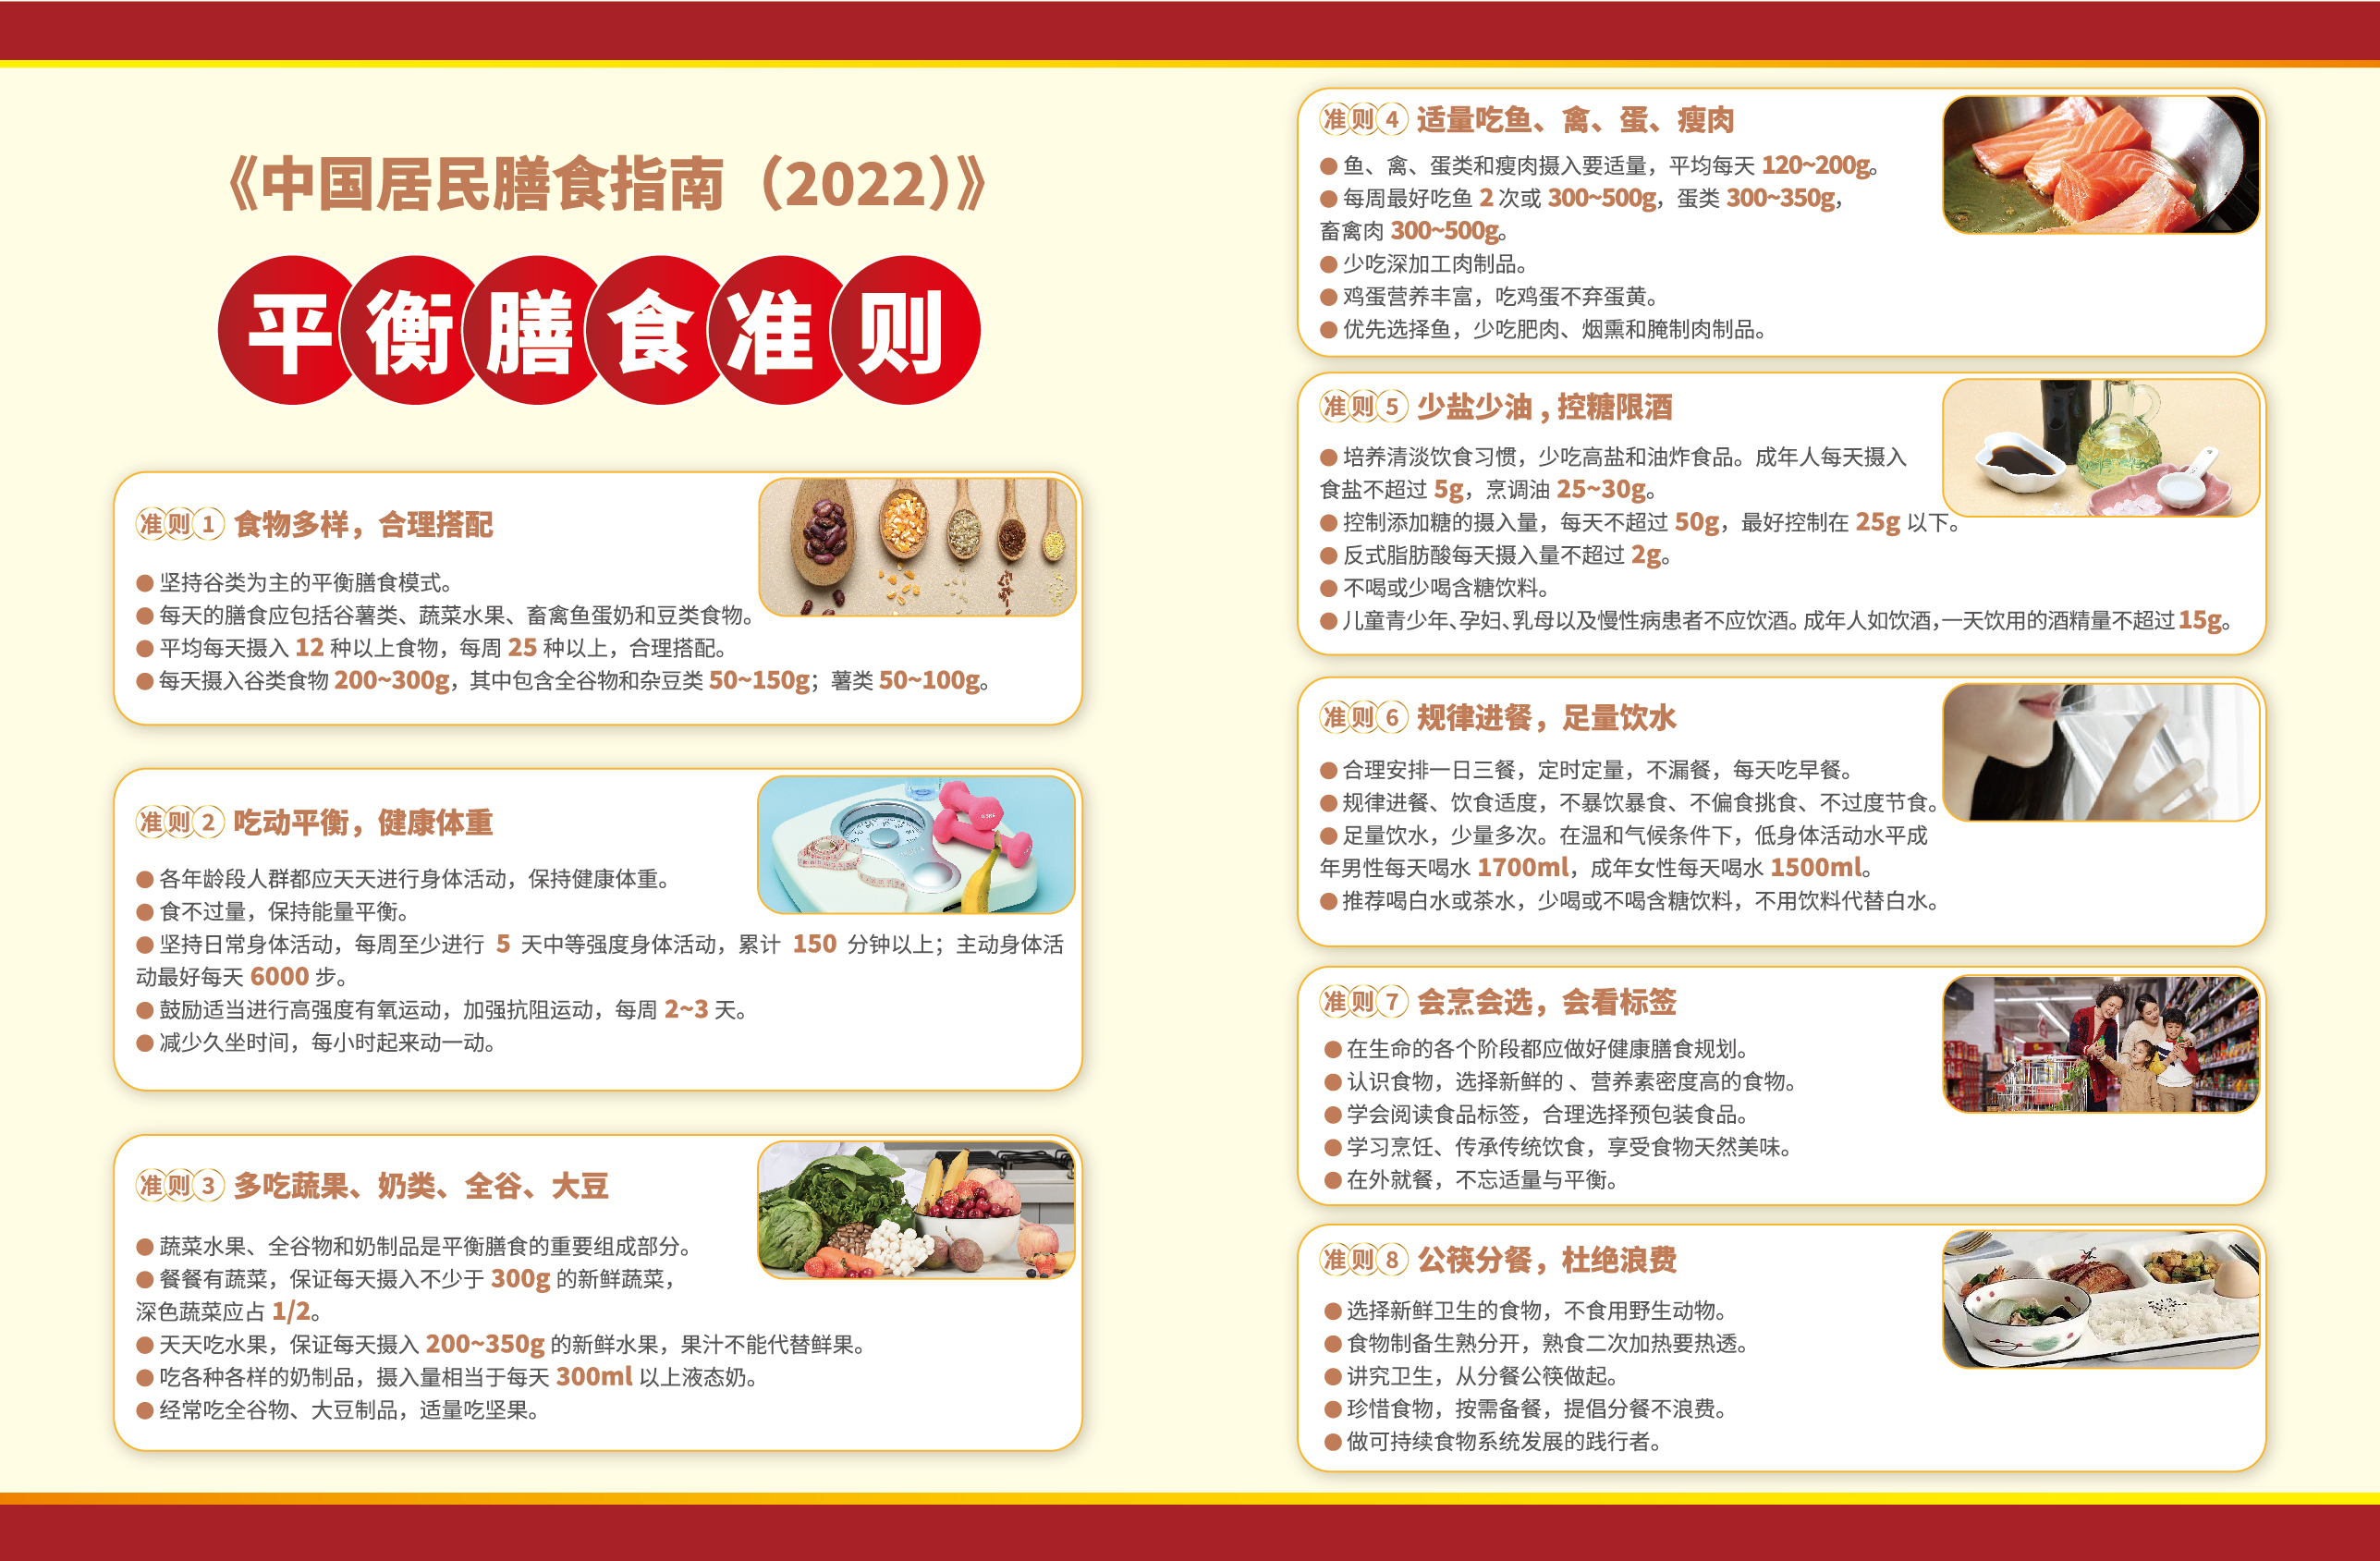 《中国居民膳食指南（2022）》
平衡膳食准则
准则1 食物多样，合理搭配
●坚持谷类为主的平衡膳食模式。
●每天的膳食应包括谷薯类、蔬菜水果、畜禽鱼蛋奶和豆类食物。
●平均每天摄入 12 种以上食物，每周 25 种以上，合理搭配。
●每天摄入谷类食物 200~300g，其中包含全谷物和杂豆类 50~150g；薯类 50~100g。
准则2 吃动平衡，健康体重
●各年龄段人群都应天天进行身体活动，保持健康体重。
●食不过量，保持能量平衡。
●坚持日常身体活动，每周至少进行 5 天中等强度身体活动，累计 150 分钟以上；主动身体活
动最好每天 6000 步。
●鼓励适当进行高强度有氧运动，加强抗阻运动，每周 2~3 天。
●减少久坐时间，每小时起来动一动。
准则3 多吃蔬果、奶类、全谷、大豆
●蔬菜水果、全谷物和奶制品是平衡膳食的重要组成部分。
●餐餐有蔬菜，保证每天摄入不少于 300g 的新鲜蔬菜，
深色蔬菜应占 1/2。
●天天吃水果，保证每天摄入 200~350g 的新鲜水果，果汁不能代替鲜果。
●吃各种各样的奶制品，摄入量相当于每天 300ml 以上液态奶。
●经常吃全谷物、大豆制品，适量吃坚果。
准则4 适量吃鱼、禽、蛋、瘦肉
●鱼、禽、蛋类和瘦肉摄入要适量，平均每天 120~200g。
●每周最好吃鱼 2 次或 300~500g，蛋类 300~350g，
畜禽肉 300~500g。
●少吃深加工肉制品。
●鸡蛋营养丰富，吃鸡蛋不弃蛋黄。
●优先选择鱼，少吃肥肉、烟熏和腌制肉制品。
准则5 少盐少油，控糖限酒
●培养清淡饮食习惯，少吃高盐和油炸食品。成年人每天摄入
食盐不超过 5g，烹调油 25~30g。
●控制添加糖的摄入量，每天不超过 50g，最好控制在 25g 以下。
●反式脂肪酸每天摄入量不超过 2g。
●不喝或少喝含糖饮料。
●儿童青少年、孕妇、乳母以及慢性病患者不应饮酒。成年人如饮酒，一天饮用的酒精量不超过15g。
准则6 规律进餐，足量饮水
●合理安排一日三餐，定时定量，不漏餐，每天吃早餐。
●规律进餐、饮食适度，不暴饮暴食、不偏食挑食、不过度节食。
●足量饮水，少量多次。在温和气候条件下，低身体活动水平成
年男性每天喝水 1700ml，成年女性每天喝水 1500ml。
●推荐喝白水或茶水，少喝或不喝含糖饮料，不用饮料代替白水。
准则7 会烹会选，会看标签
●在生命的各个阶段都应做好健康膳食规划。
●认识食物，选择新鲜的 、营养素密度高的食物。
●学会阅读食品标签，合理选择预包装食品。
●学习烹饪、传承传统饮食，享受食物天然美味。
●在外就餐，不忘适量与平衡。
准则8 公筷分餐，杜绝浪费
●选择新鲜卫生的食物，不食用野生动物。
●食物制备生熟分开，熟食二次加热要热透。
●讲究卫生，从分餐公筷做起。
●珍惜食物，按需备餐，提倡分餐不浪费。
●做可持续食物系统发展的践行者。